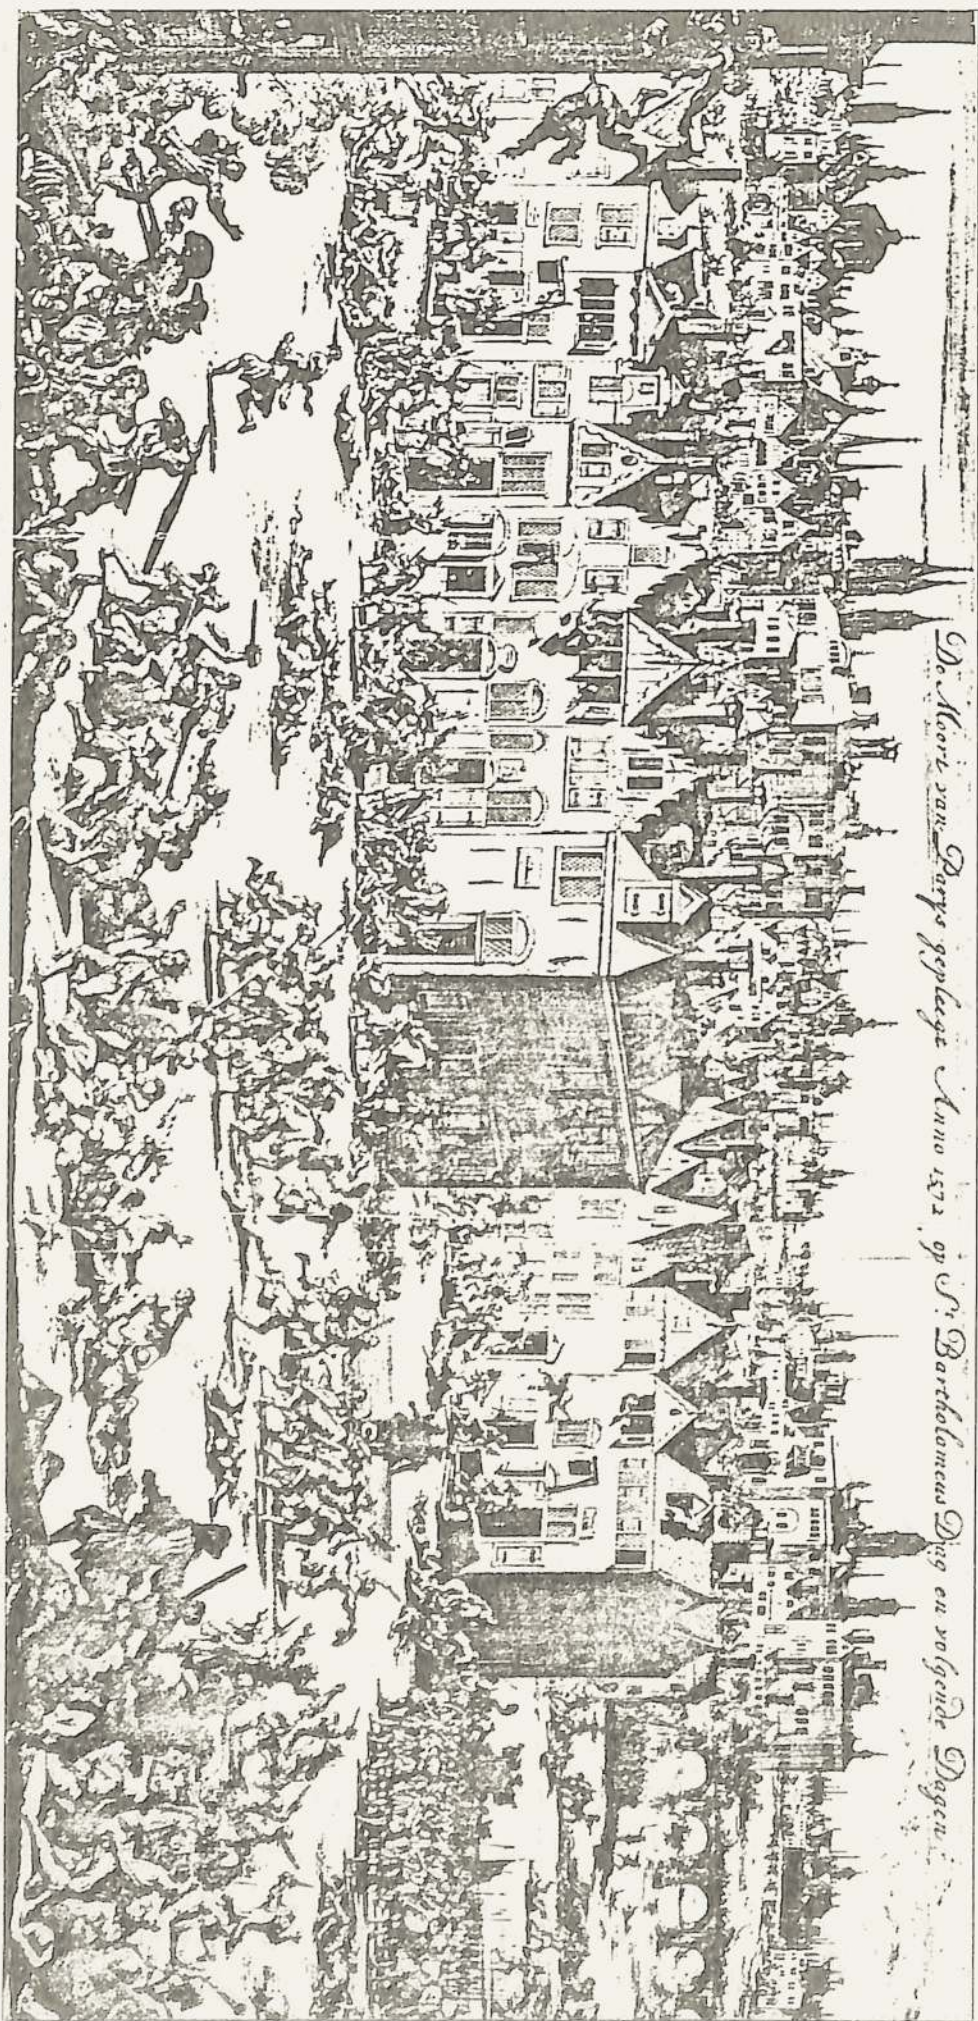 De Moort van Parys gepleegt Anno 1572, op St. Bartholomeus Dag en volgende Dagen.